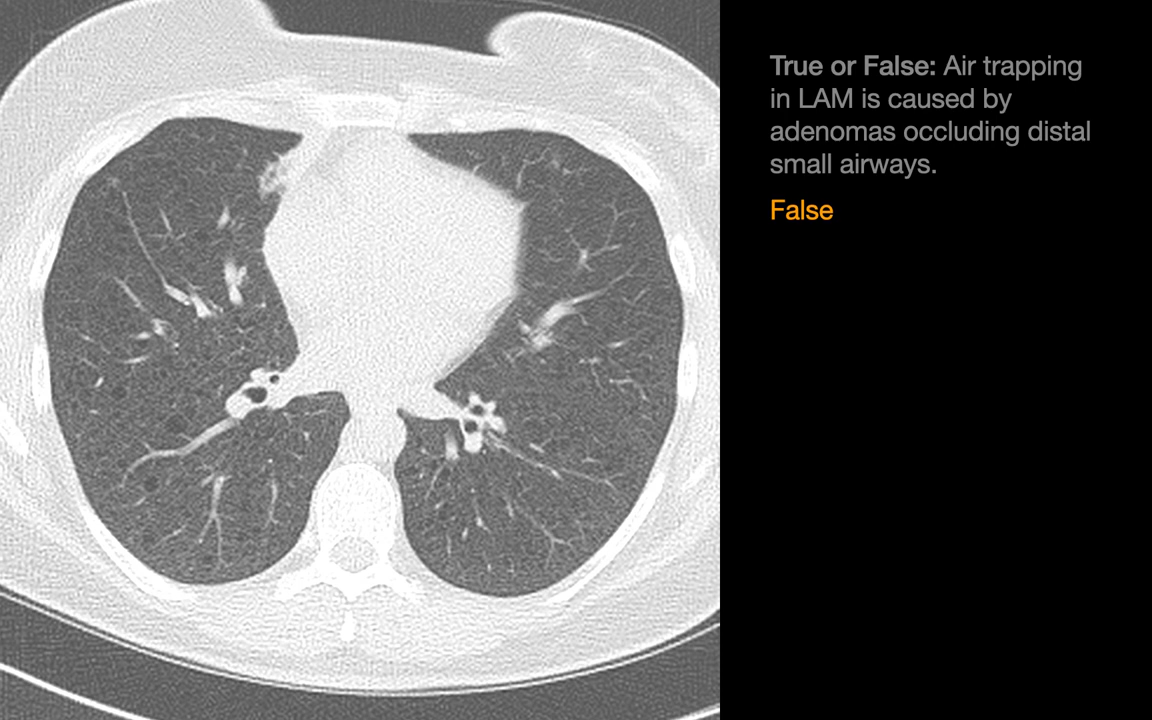 True or False: Air trapping
in LAM is caused by
adenomas occluding distal
small airways.
False